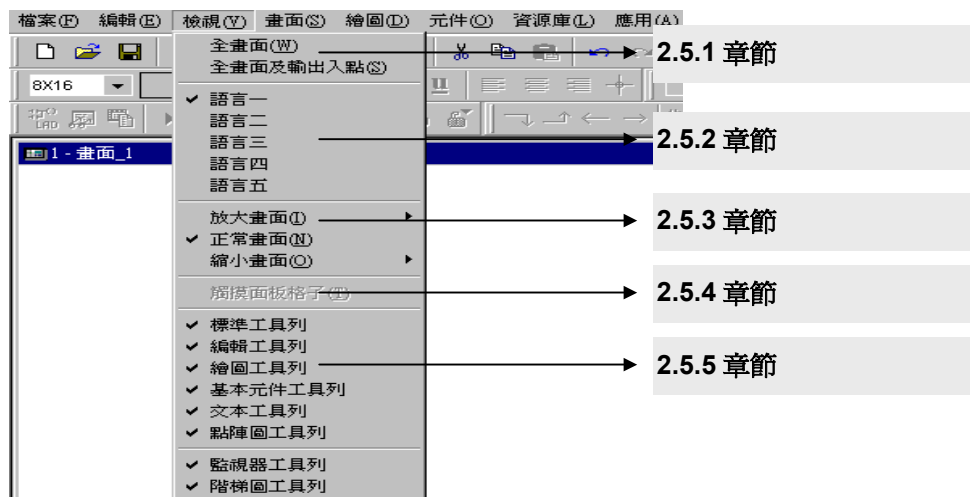 檔案(F) 編輯(E) 檢視(V) 畫面(S) 繪圖(D) 元件(O) 資源庫(L) 應用(A)
全畫面(W)
全畫面及輸出入點(S)
2.5.1 章節
8X16
語言一
語言二
語言三
語言四
語言五
2.5.2 章節
1 - 畫面_1
放大畫面(I)
正常畫面(N)
縮小畫面(O)
2.5.3 章節
觸摸面板格子(T)
2.5.4 章節
標準工具列
編輯工具列
繪圖工具列
基本元件工具列
文本工具列
點陣圖工具列
2.5.5 章節
監視器工具列
階梯圖工具列